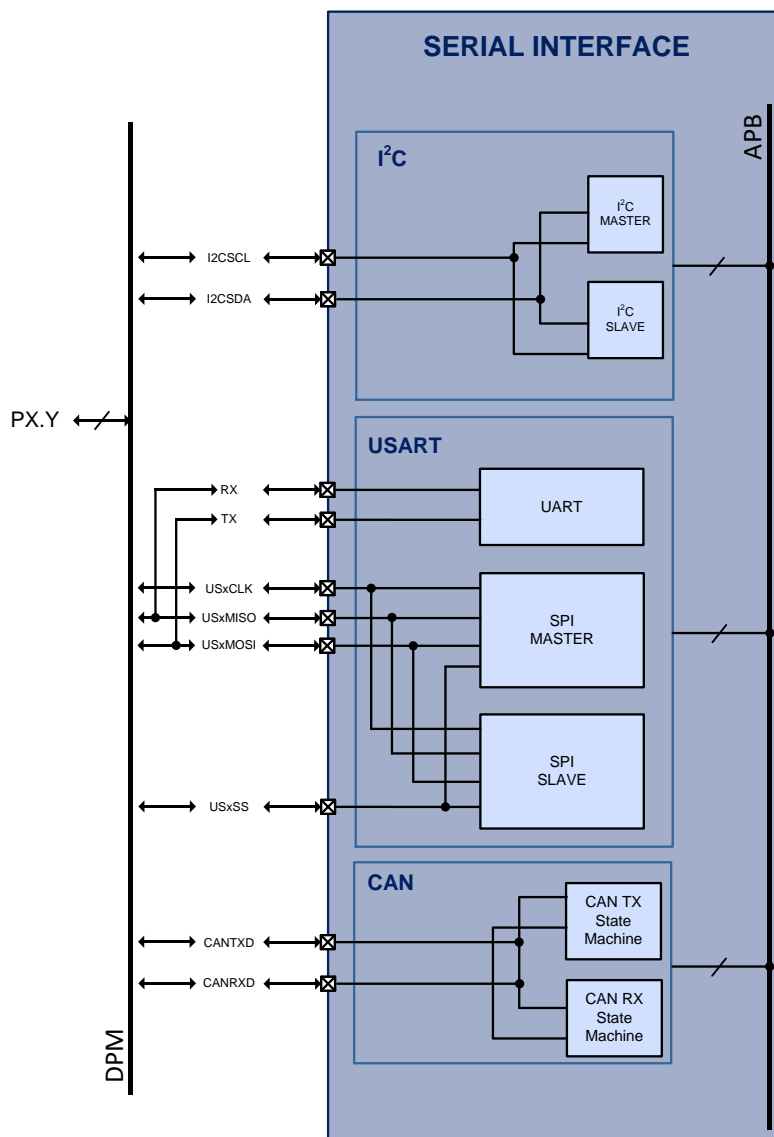 SERIAL INTERFACE
APB
I²C
I²C
MASTER
I2CSCL
I2CSDA
I²C
SLAVE
PX.Y
USART
RX
UART
TX
USxCLK
USxMISO
SPI
MASTER
USxMOSI
SPI
SLAVE
USxSS
CAN
CAN TX
State
Machine
CANTXD
CANRXD
CAN RX
State
Machine
DPM